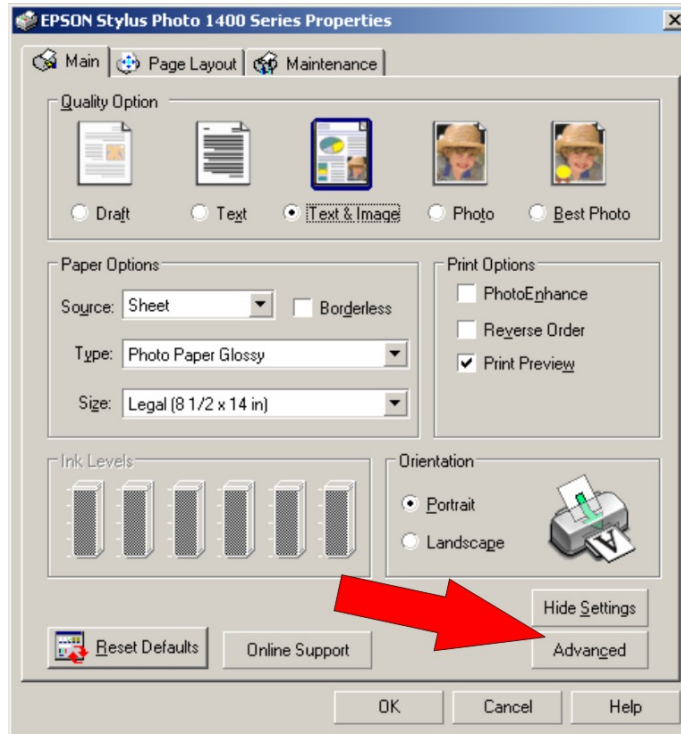 EPSON Stylus Photo 1400 Series Properties
Main Page Layout Maintenance
Quality Option
Draft Text Text & Image Photo Best Photo
Paper Options
Source: Sheet Borderless
Type: Photo Paper Glossy
Size: Legal (8 1/2 x 14 in)
Print Options
PhotoEnhance
Reverse Order
Print Preview
Ink Levels
Orientation
Portrait
Landscape
A
Hide Settings
Reset Defaults Online Support Advanced
OK Cancel Help